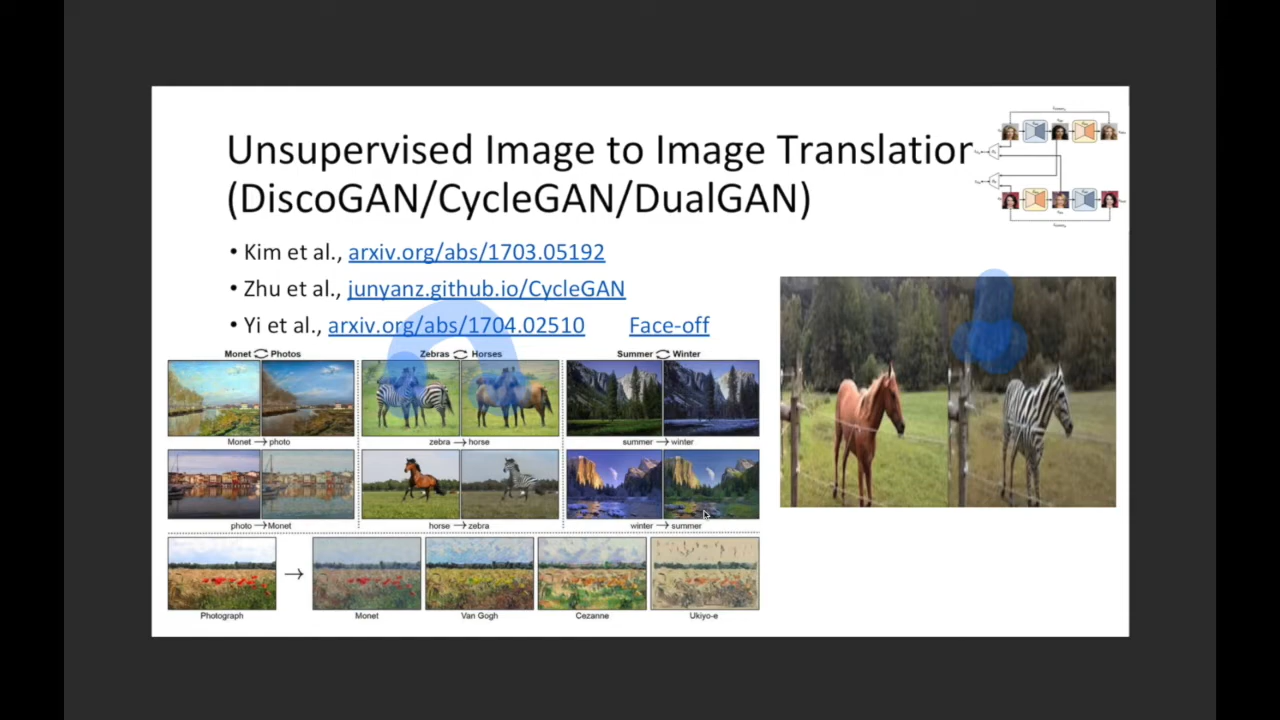 Unsupervised Image to Image Translation
(DiscoGAN/CycleGAN/DualGAN)
• Kim et al., arxiv.org/abs/1703.05192
• Zhu et al., junyanz.github.io/CycleGAN
• Yi et al., arxiv.org/abs/1704.02510 Face-off
Monet Photos Zebras Horses Summer Winter
Monet → photo zebra → horse summer → winter
photo → Monet horse → zebra winter → summer
→
Photograph Monet Van Gogh Cezanne Ukiyo-e